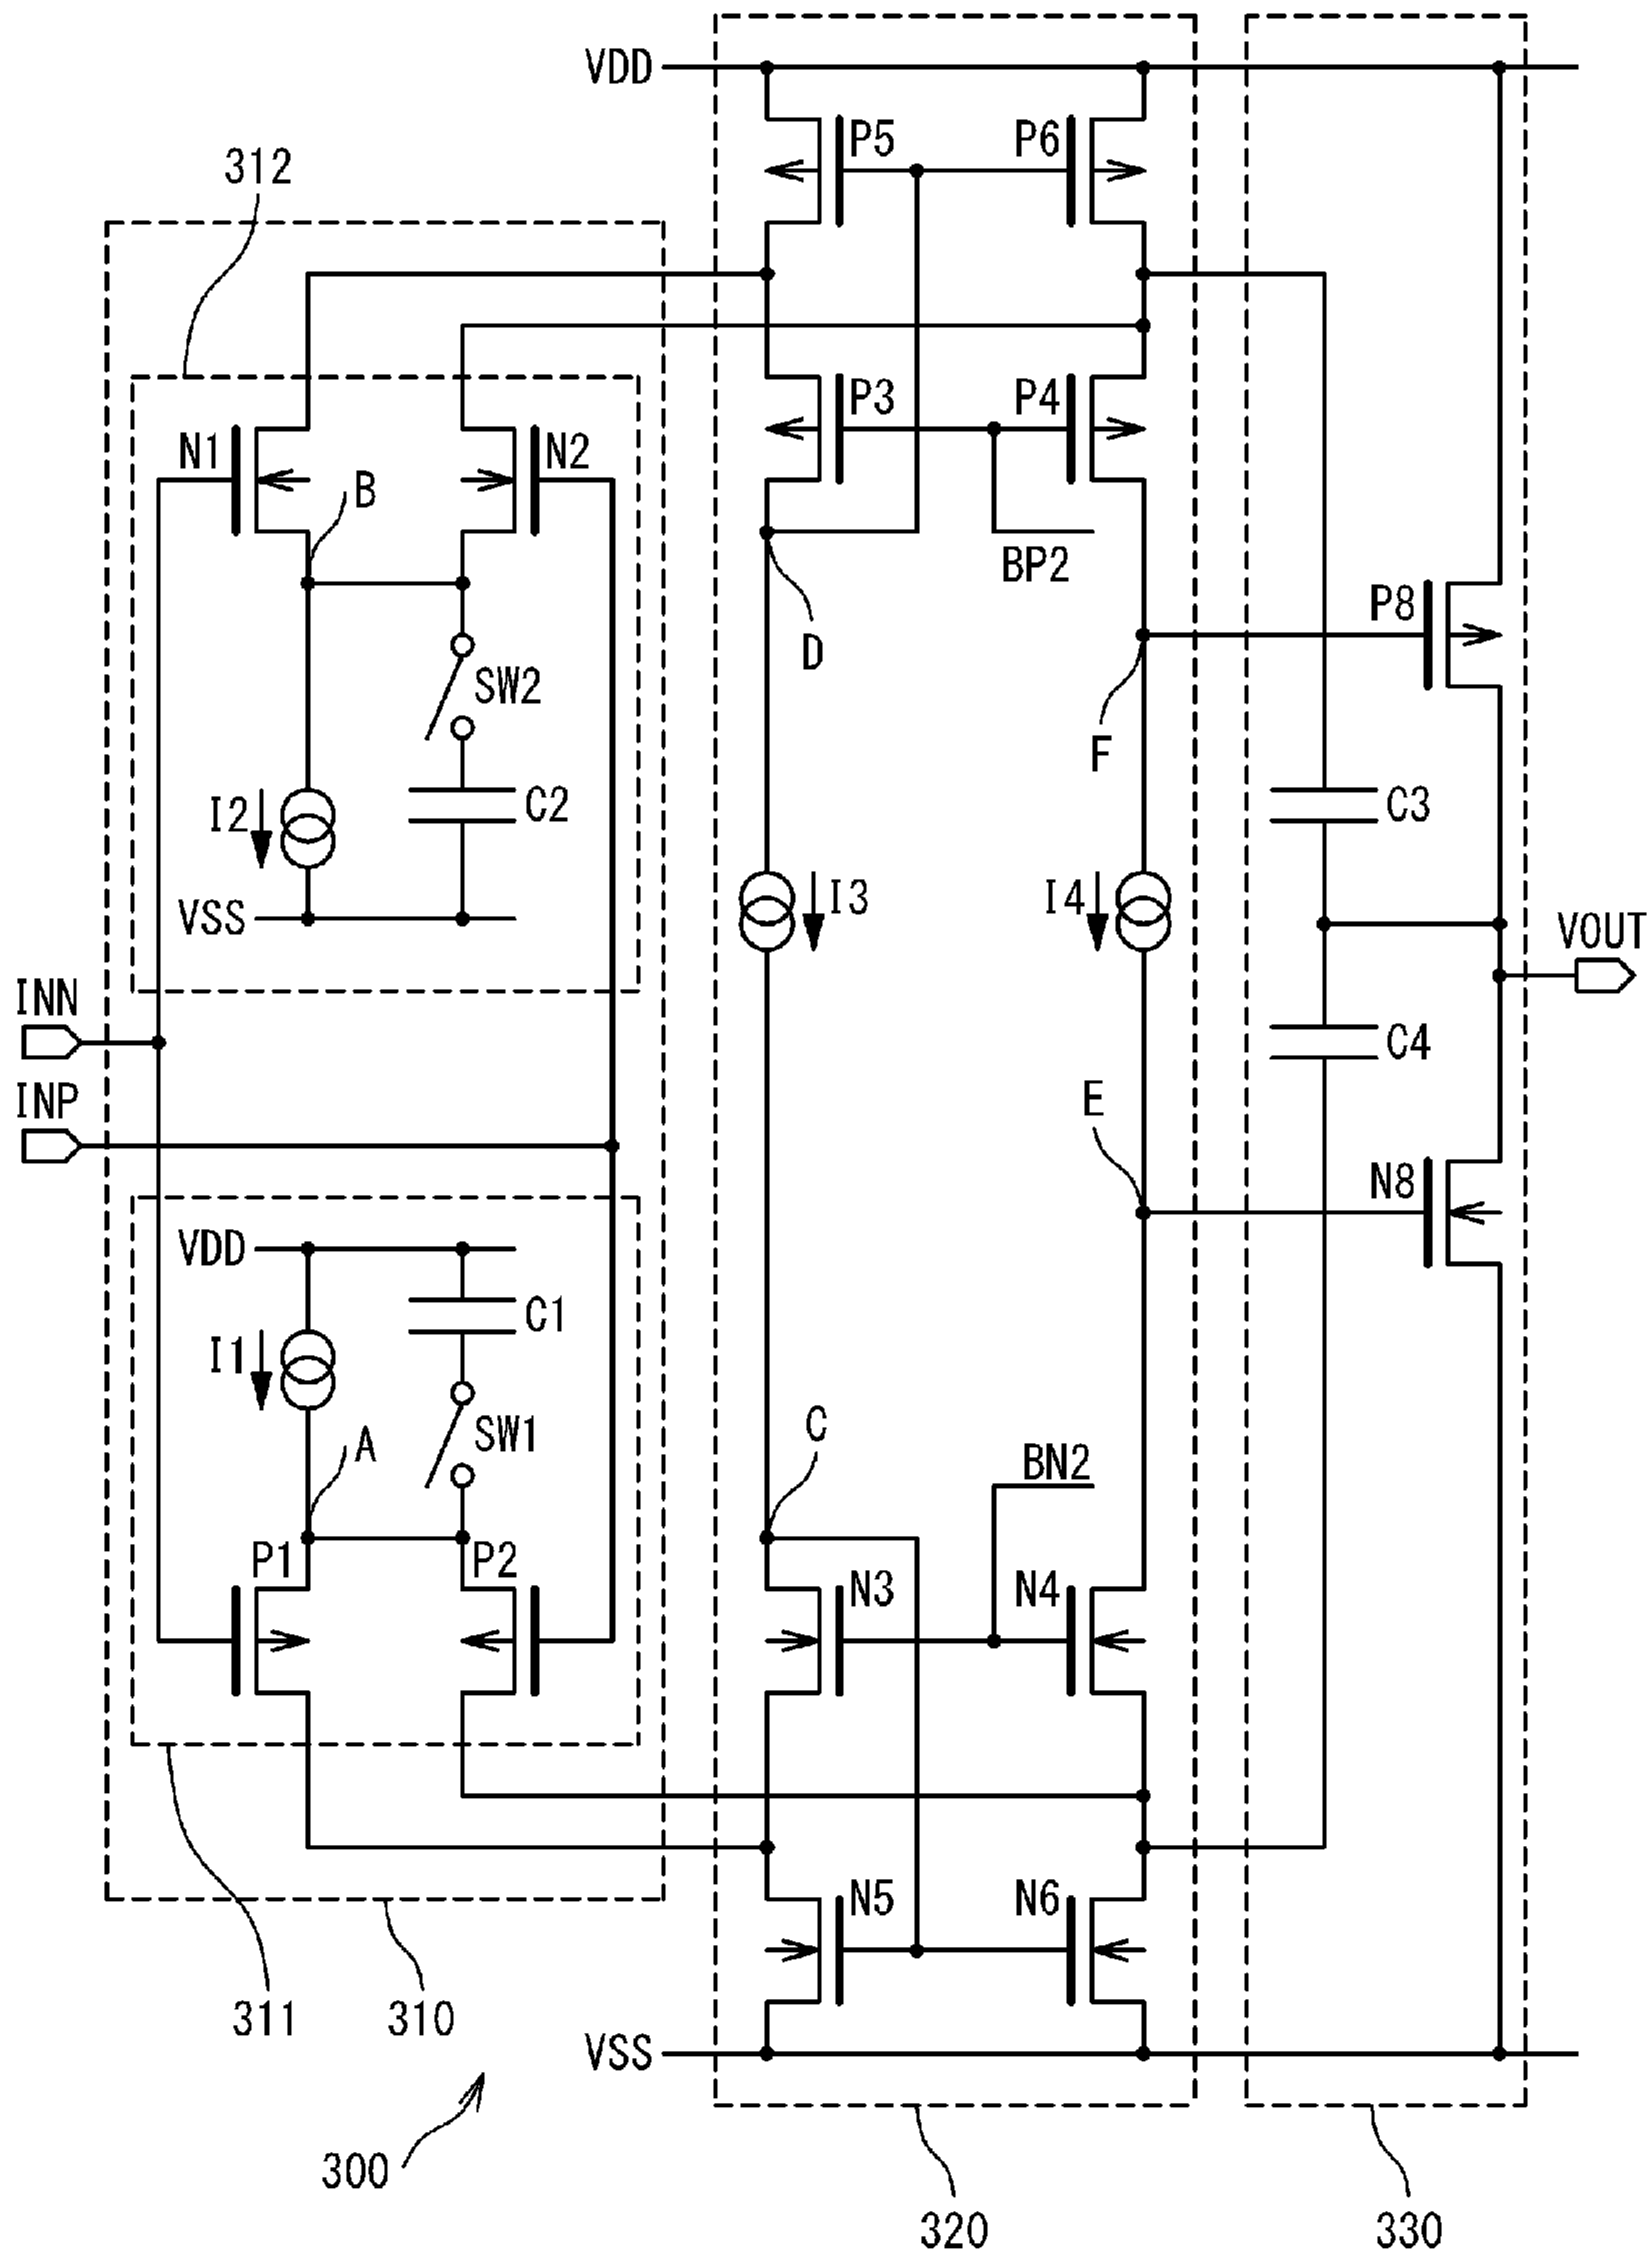 VDD
P5
P6
312
P3
P4
N1
N2
B
BP2
D
P8
SW2
F
I2
C2
C3
VSS
I3
I4
VOUT
INN
C4
INP
E
N8
VDD
C1
I1
SW1
A
C
BN2
P1
P2
N3
N4
N5
N6
311
310
VSS
300
320
330